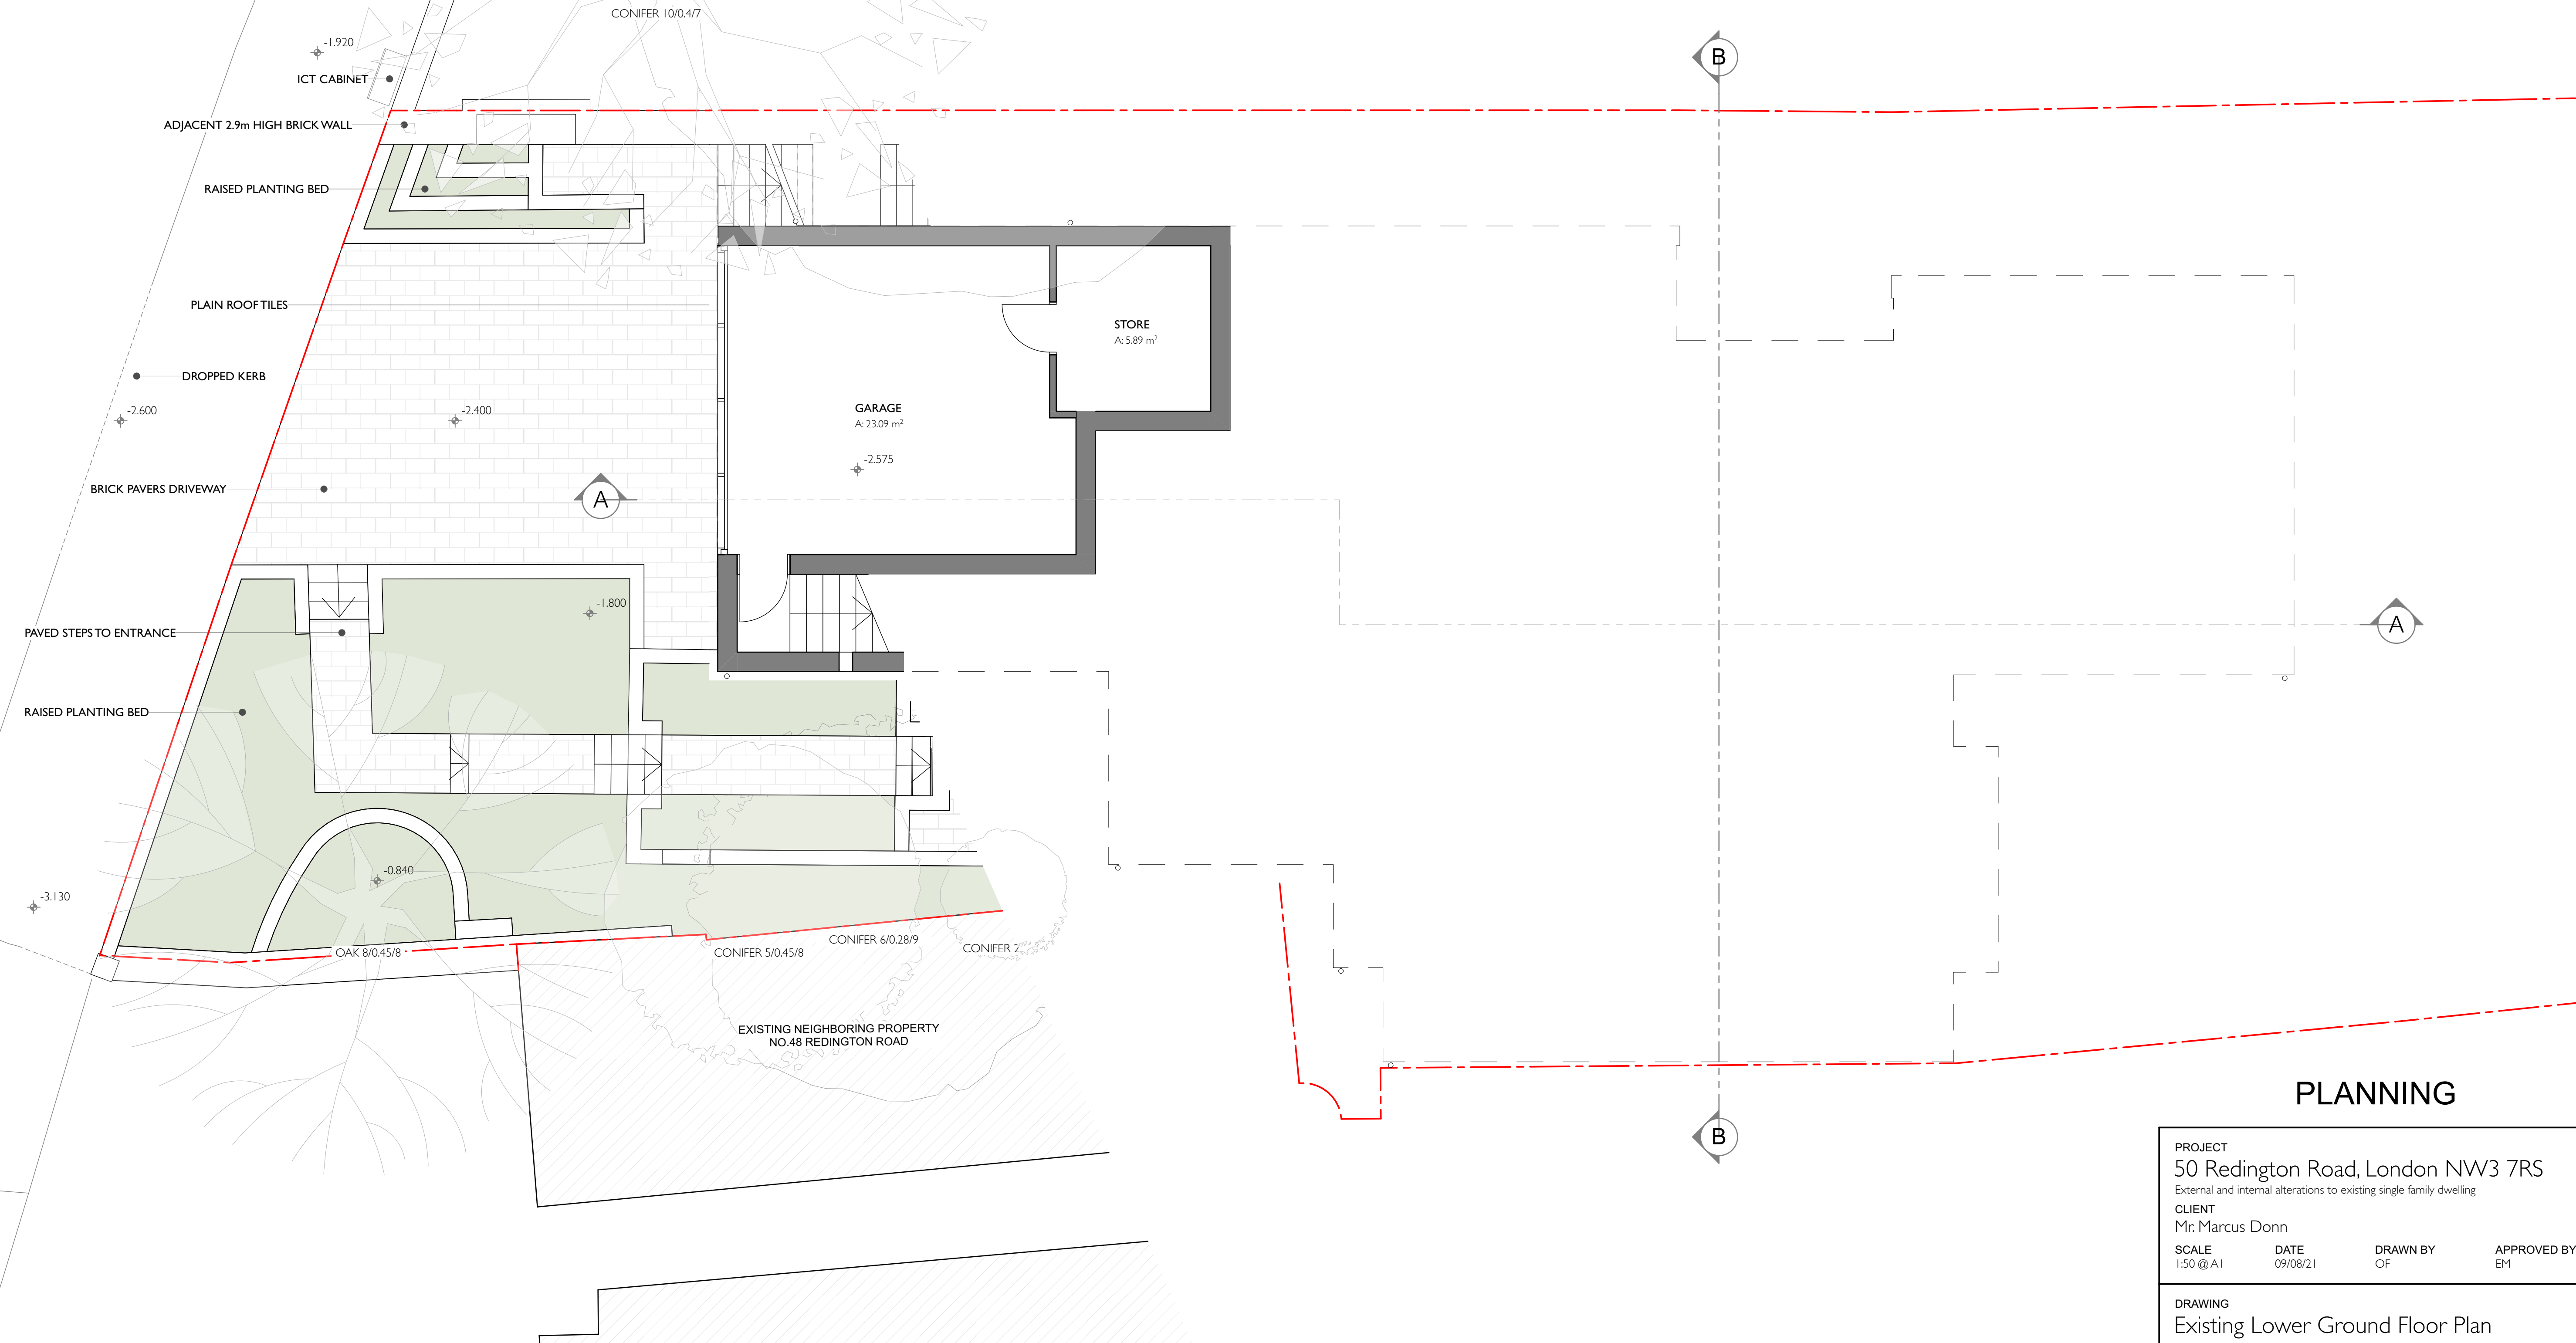 CONIFER 10/0.4/7
-1.920
B
ICT CABINET
ADJACENT 2.9m HIGH BRICK WALL
RAISED PLANTING BED
PLAIN ROOF TILES
STORE
A: 5.89 m²
DROPPED KERB
-2.600
-2.400
GARAGE
A: 23.09 m²
-2.575
BRICK PAVERS DRIVEWAY
A
-1.800
PAVED STEPS TO ENTRANCE
A
RAISED PLANTING BED
-0.840
-3.130
OAK 8/0.45/8
CONIFER 5/0.45/8
CONIFER 6/0.28/9
CONIFER 2
EXISTING NEIGHBORING PROPERTY
NO.48 REDINGTON ROAD
B
PLANNING
PROJECT
50 Redington Road, London NW3 7RS
External and internal alterations to existing single family dwelling
CLIENT
Mr. Marcus Donn
SCALE DATE DRAWN BY APPROVED BY
1:50 @ A1 09/08/21 OF EM
DRAWING
Existing Lower Ground Floor Plan